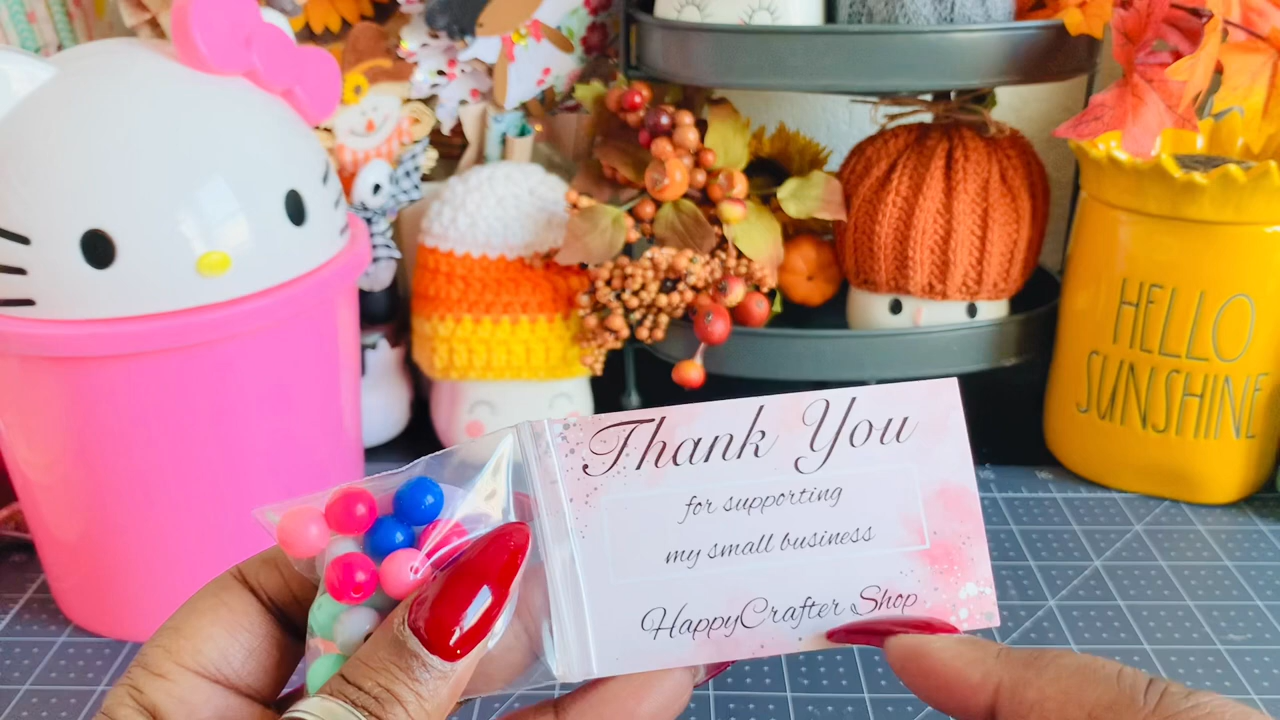 Thank You
for supporting
my small business
HappyCrafter Shop
HELLO
SUNSHINE